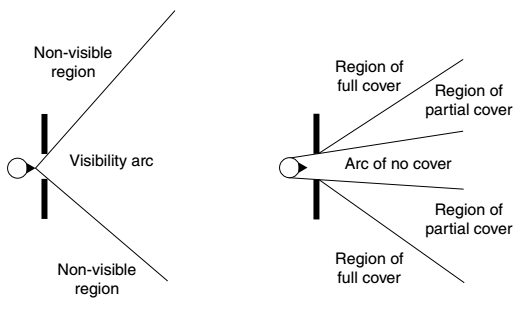 Non-visible
region
Visibility arc
Non-visible
region
Region of
full cover
Region of
partial cover
Arc of no cover
Region of
partial cover
Region of
full cover